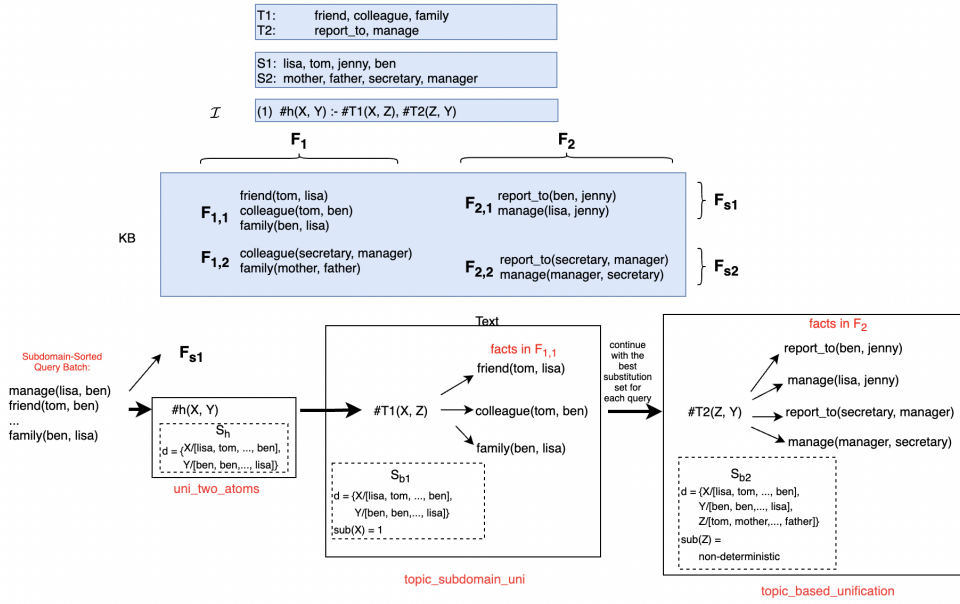 T1: friend, colleague, family
T2: report_to, manage
S1: lisa, tom, jenny, ben
S2: mother, father, secretary, manager
ℐ (1) #h(X, Y) :- #T1(X, Z), #T2(Z, Y)
F1 F2
KB
F1,1
friend(tom, lisa)
colleague(tom, ben)
family(ben, lisa)
F2,1
report_to(ben, jenny)
manage(lisa, jenny)
Fs1
F1,2
colleague(secretary, manager)
family(mother, father)
F2,2
report_to(secretary, manager)
manage(manager, secretary)
Fs2
Subdomain-Sorted
Query Batch:
manage(lisa, ben)
friend(tom, ben)
...
family(ben, lisa)
Fs1
#h(X, Y)
Sh
d = {X/[lisa, tom, ..., ben],
Y/[ben, ben,..., lisa]}
uni_two_atoms
Text
#T1(X, Z)
facts in F1,1
friend(tom, lisa)
colleague(tom, ben)
family(ben, lisa)
Sb1
d = {X/[lisa, tom, ..., ben],
Y/[ben, ben,..., lisa]}
sub(X) = 1
topic_subdomain_uni
continue
with the
best
substitution
set for
each query
facts in F2
#T2(Z, Y)
report_to(ben, jenny)
manage(lisa, jenny)
report_to(secretary, manager)
manage(manager, secretary)
Sb2
d = {X/[lisa, tom, ..., ben],
Y/[ben, ben,..., lisa],
Z/[tom, mother,..., father]}
sub(Z) =
non-deterministic
topic_based_unification